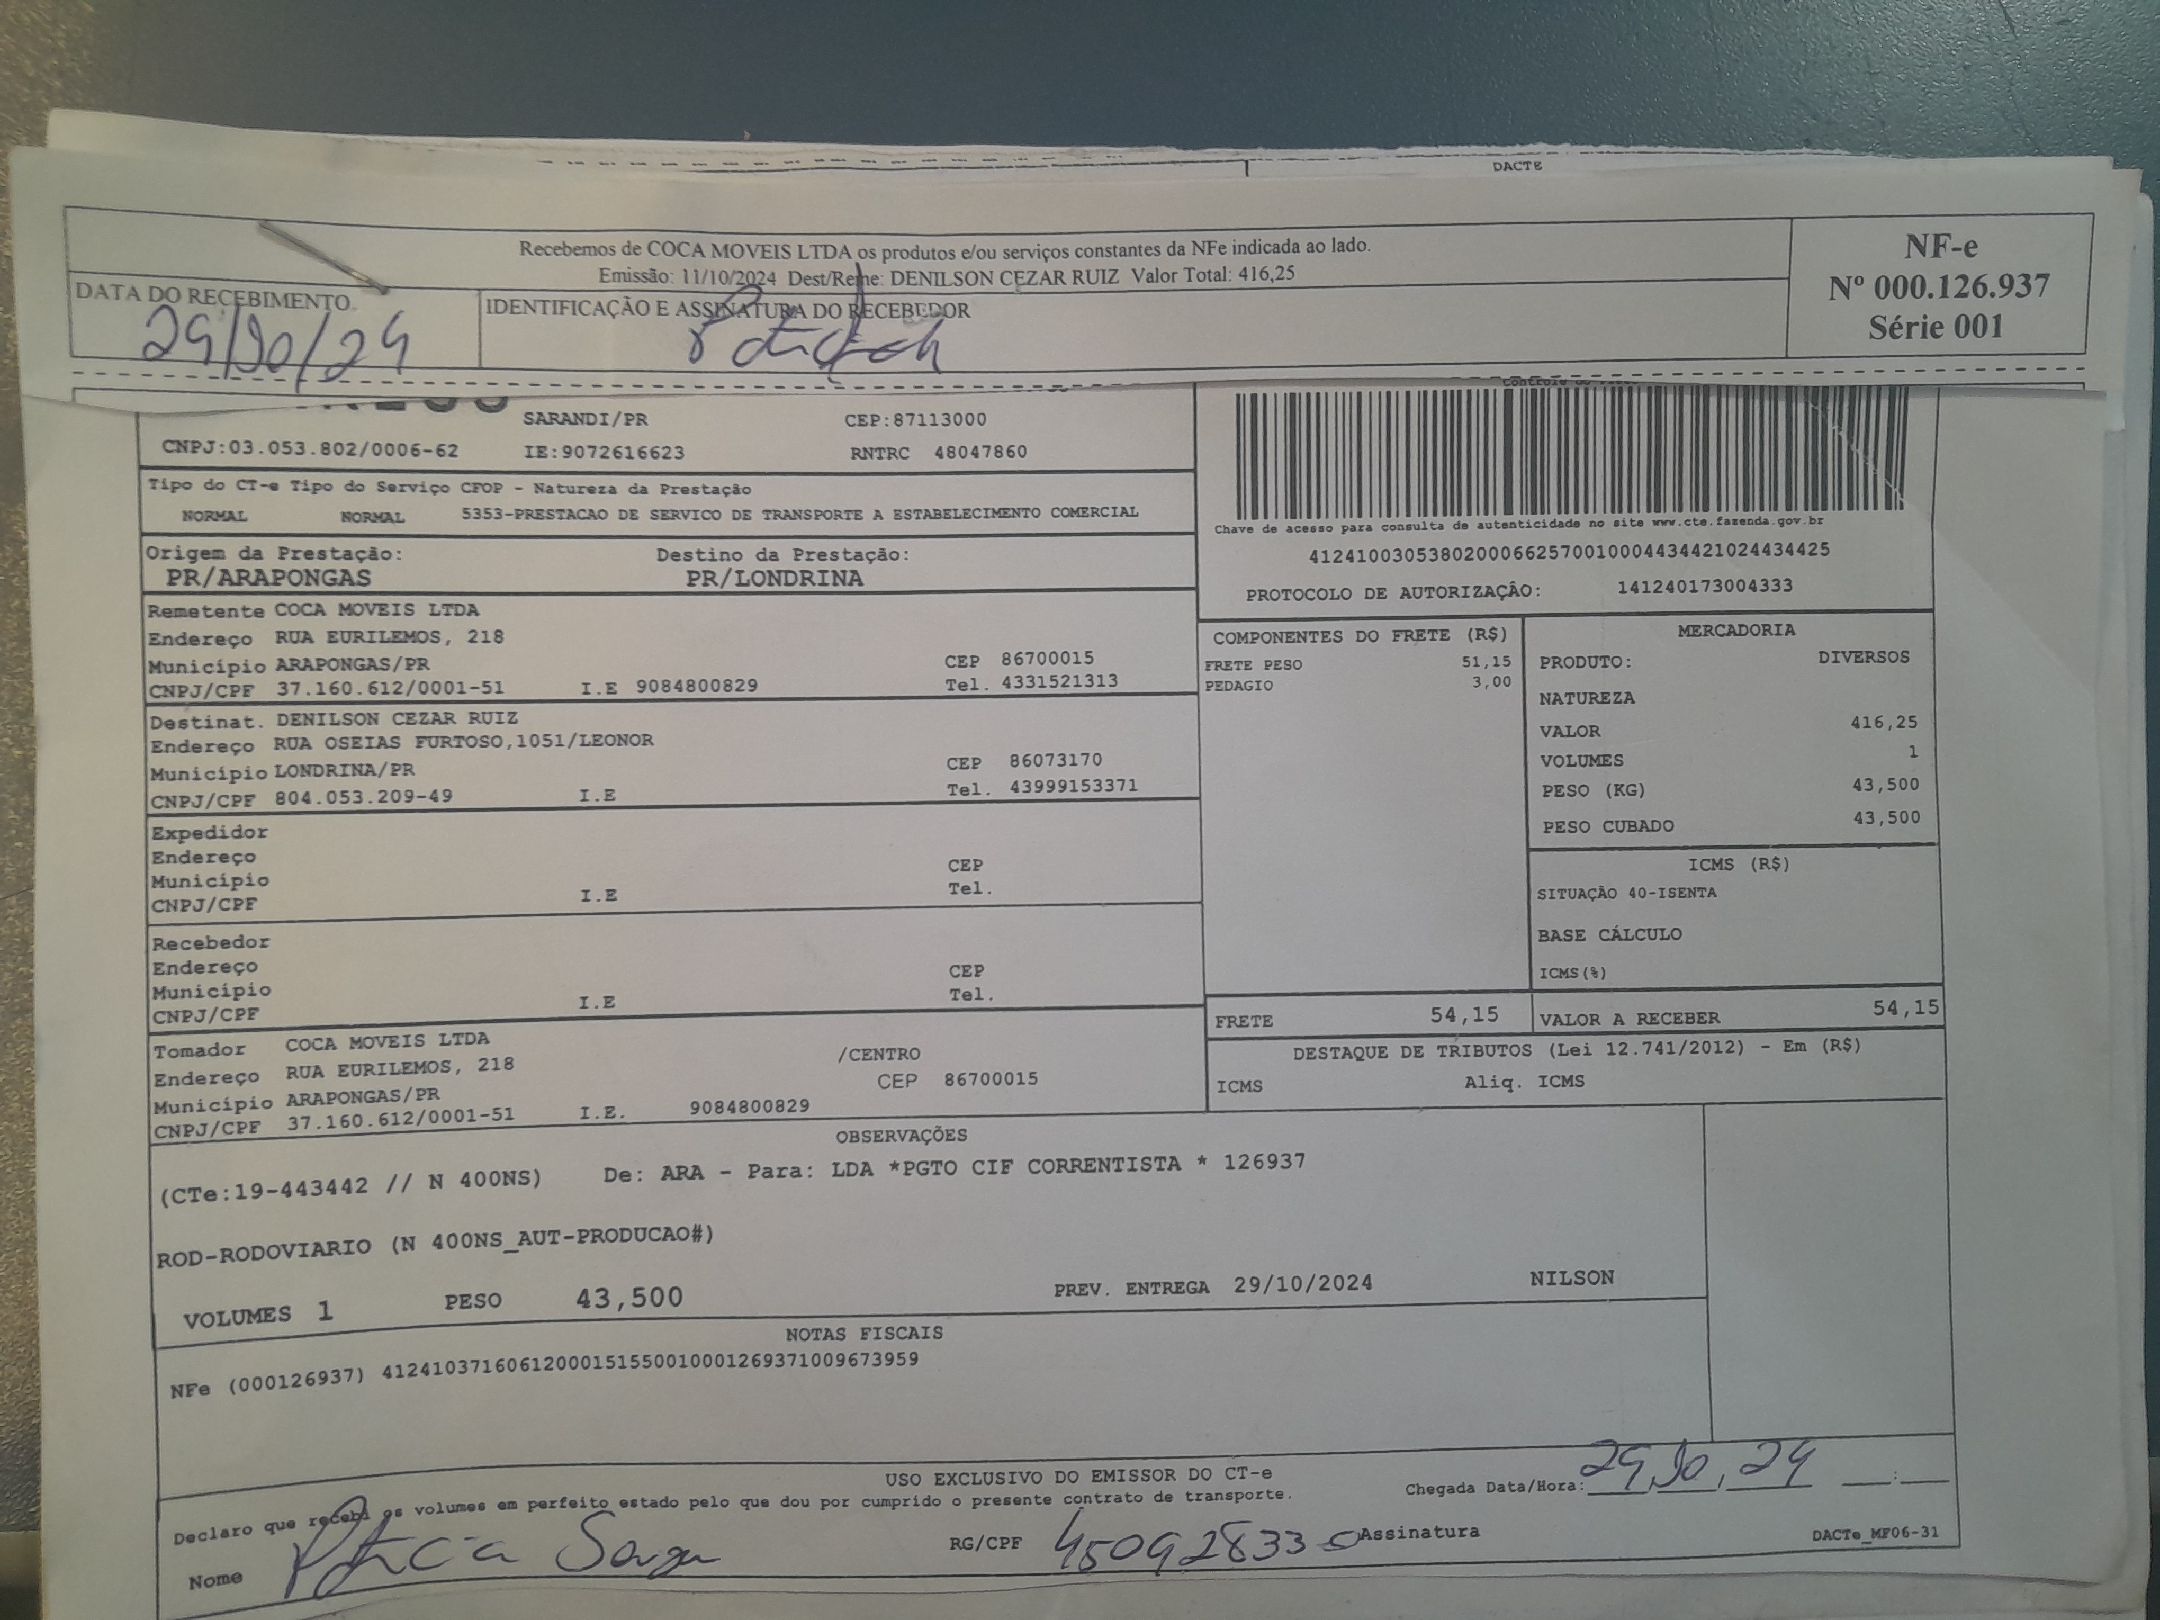 DACTE
Recebemos de COCA MOVEIS LTDA os produtos e/ou serviços constantes da NFe indicada ao lado.
Emissão: 11/10/2024 Dest/Reme: DENILSON CEZAR RUIZ Valor Total: 416,25
NF-e
Nº 000.126.937
Série 001
DATA DO RECEBIMENTO.
29/10/24
IDENTIFICAÇÃO E ASSINATURA DO RECEBEDOR
SARANDI/PR CEP:87113000
CNPJ:03.053.802/0006-62 IE:9072616623 RNTRC 48047860
Tipo do CT-e Tipo do Serviço CFOP - Natureza da Prestação
NORMAL NORMAL 5353-PRESTACAO DE SERVICO DE TRANSPORTE A ESTABELECIMENTO COMERCIAL
Origem da Prestação: Destino da Prestação:
PR/ARAPONGAS PR/LONDRINA
Chave de acesso para consulta de autenticidade no site www.cte.fazenda.gov.br
41241003053802000662570010004434421024434425
PROTOCOLO DE AUTORIZAÇÃO: 141240173004333
Remetente COCA MOVEIS LTDA
Endereço RUA EURILEMOS, 218
Município ARAPONGAS/PR CEP 86700015
CNPJ/CPF 37.160.612/0001-51 I.E 9084800829 Tel. 4331521313
Destinat. DENILSON CEZAR RUIZ
Endereço RUA OSEIAS FURTOSO,1051/LEONOR
Município LONDRINA/PR CEP 86073170
CNPJ/CPF 804.053.209-49 I.E Tel. 43999153371
Expedidor
Endereço
Município CEP
CNPJ/CPF I.E Tel.
Recebedor
Endereço
Município CEP
CNPJ/CPF I.E Tel.
Tomador COCA MOVEIS LTDA
Endereço RUA EURILEMOS, 218 /CENTRO
Município ARAPONGAS/PR CEP 86700015
CNPJ/CPF 37.160.612/0001-51 I.E. 9084800829
COMPONENTES DO FRETE (R$)
FRETE PESO 51,15
PEDAGIO 3,00
MERCADORIA
PRODUTO: DIVERSOS
NATUREZA
VALOR 416,25
VOLUMES 1
PESO (KG) 43,500
PESO CUBADO 43,500
ICMS (R$)
SITUAÇÃO 40-ISENTA
BASE CÁLCULO
ICMS(%)
FRETE 54,15 VALOR A RECEBER 54,15
DESTAQUE DE TRIBUTOS (Lei 12.741/2012) - Em (R$)
ICMS Aliq. ICMS
OBSERVAÇÕES
(CTe:19-443442 // N 400NS) De: ARA - Para: LDA *PGTO CIF CORRENTISTA * 126937
ROD-RODOVIARIO (N 400NS_AUT-PRODUCAO#)
VOLUMES 1 PESO 43,500 PREV. ENTREGA 29/10/2024 NILSON
NOTAS FISCAIS
NFe (000126937) 41241037160612000151550010001269371009673959
USO EXCLUSIVO DO EMISSOR DO CT-e
Declaro que recebi os volumes em perfeito estado pelo que dou por cumprido o presente contrato de transporte.
Chegada Data/Hora: 29 10 24 __:__
Nome RG/CPF Assinatura DACTe_MF06-31